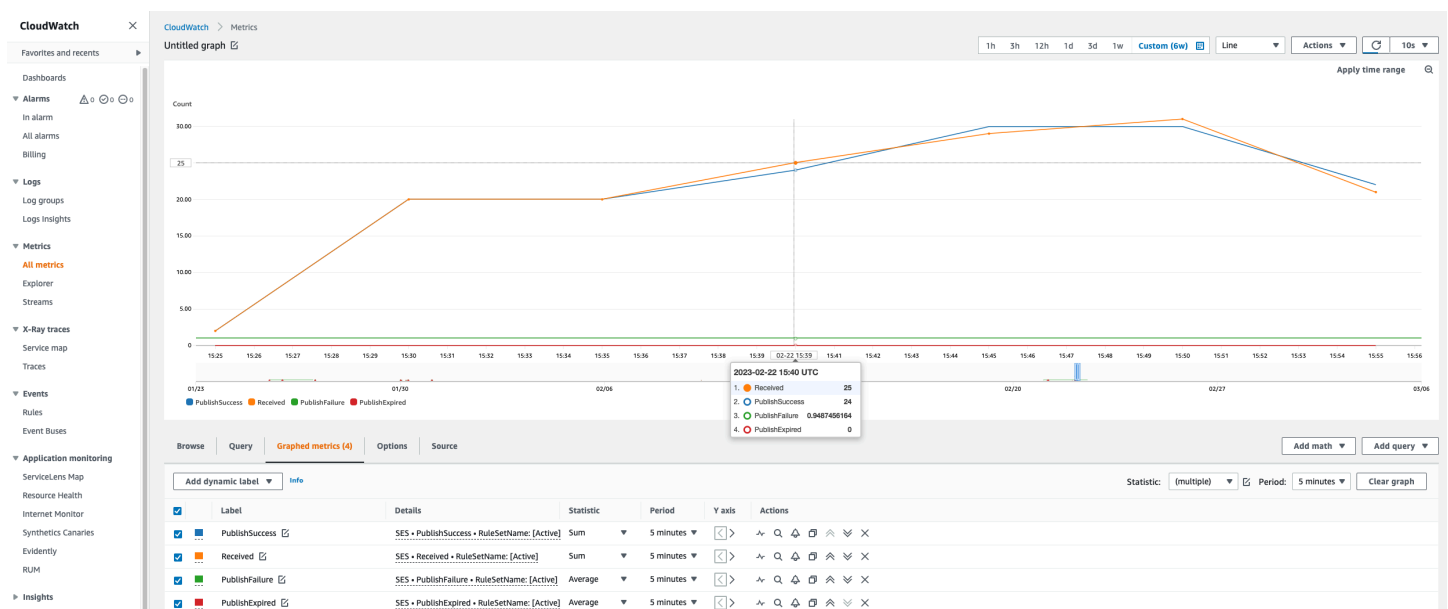 CloudWatch
Favorites and recents
Dashboards
Alarms 0 0 0
In alarm
All alarms
Billing
Logs
Log groups
Logs Insights
Metrics
All metrics
Explorer
Streams
X-Ray traces
Service map
Traces
Events
Rules
Event Buses
Application monitoring
ServiceLens Map
Resource Health
Internet Monitor
Synthetics Canaries
Evidently
RUM
Insights
CloudWatch > Metrics
Untitled graph
1h 3h 12h 1d 3d 1w Custom (6w) Line Actions 10s
Apply time range
Count
30.00
25
20.00
15.00
10.00
5.00
0
15:25 15:26 15:27 15:28 15:29 15:30 15:31 15:32 15:33 15:34 15:35 15:36 15:37 15:38 15:39 02-22 15:39 15:41 15:42 15:43 15:44 15:45 15:46 15:47 15:48 15:49 15:50 15:51 15:52 15:53 15:54 15:55 15:56
01/23 01/30 02/06 02/20 02/27 03/06
PublishSuccess Received PublishFailure PublishExpired
2023-02-22 15:40 UTC
1. Received 25
2. PublishSuccess 24
3. PublishFailure 0.9487456164
4. PublishExpired 0
Browse Query Graphed metrics (4) Options Source Add math Add query
Add dynamic label Info Statistic: (multiple) Period: 5 minutes Clear graph
Label Details Statistic Period Y axis Actions
PublishSuccess SES • PublishSuccess • RuleSetName: [Active] Sum 5 minutes
Received SES • Received • RuleSetName: [Active] Sum 5 minutes
PublishFailure SES • PublishFailure • RuleSetName: [Active] Average 5 minutes
PublishExpired SES • PublishExpired • RuleSetName: [Active] Average 5 minutes